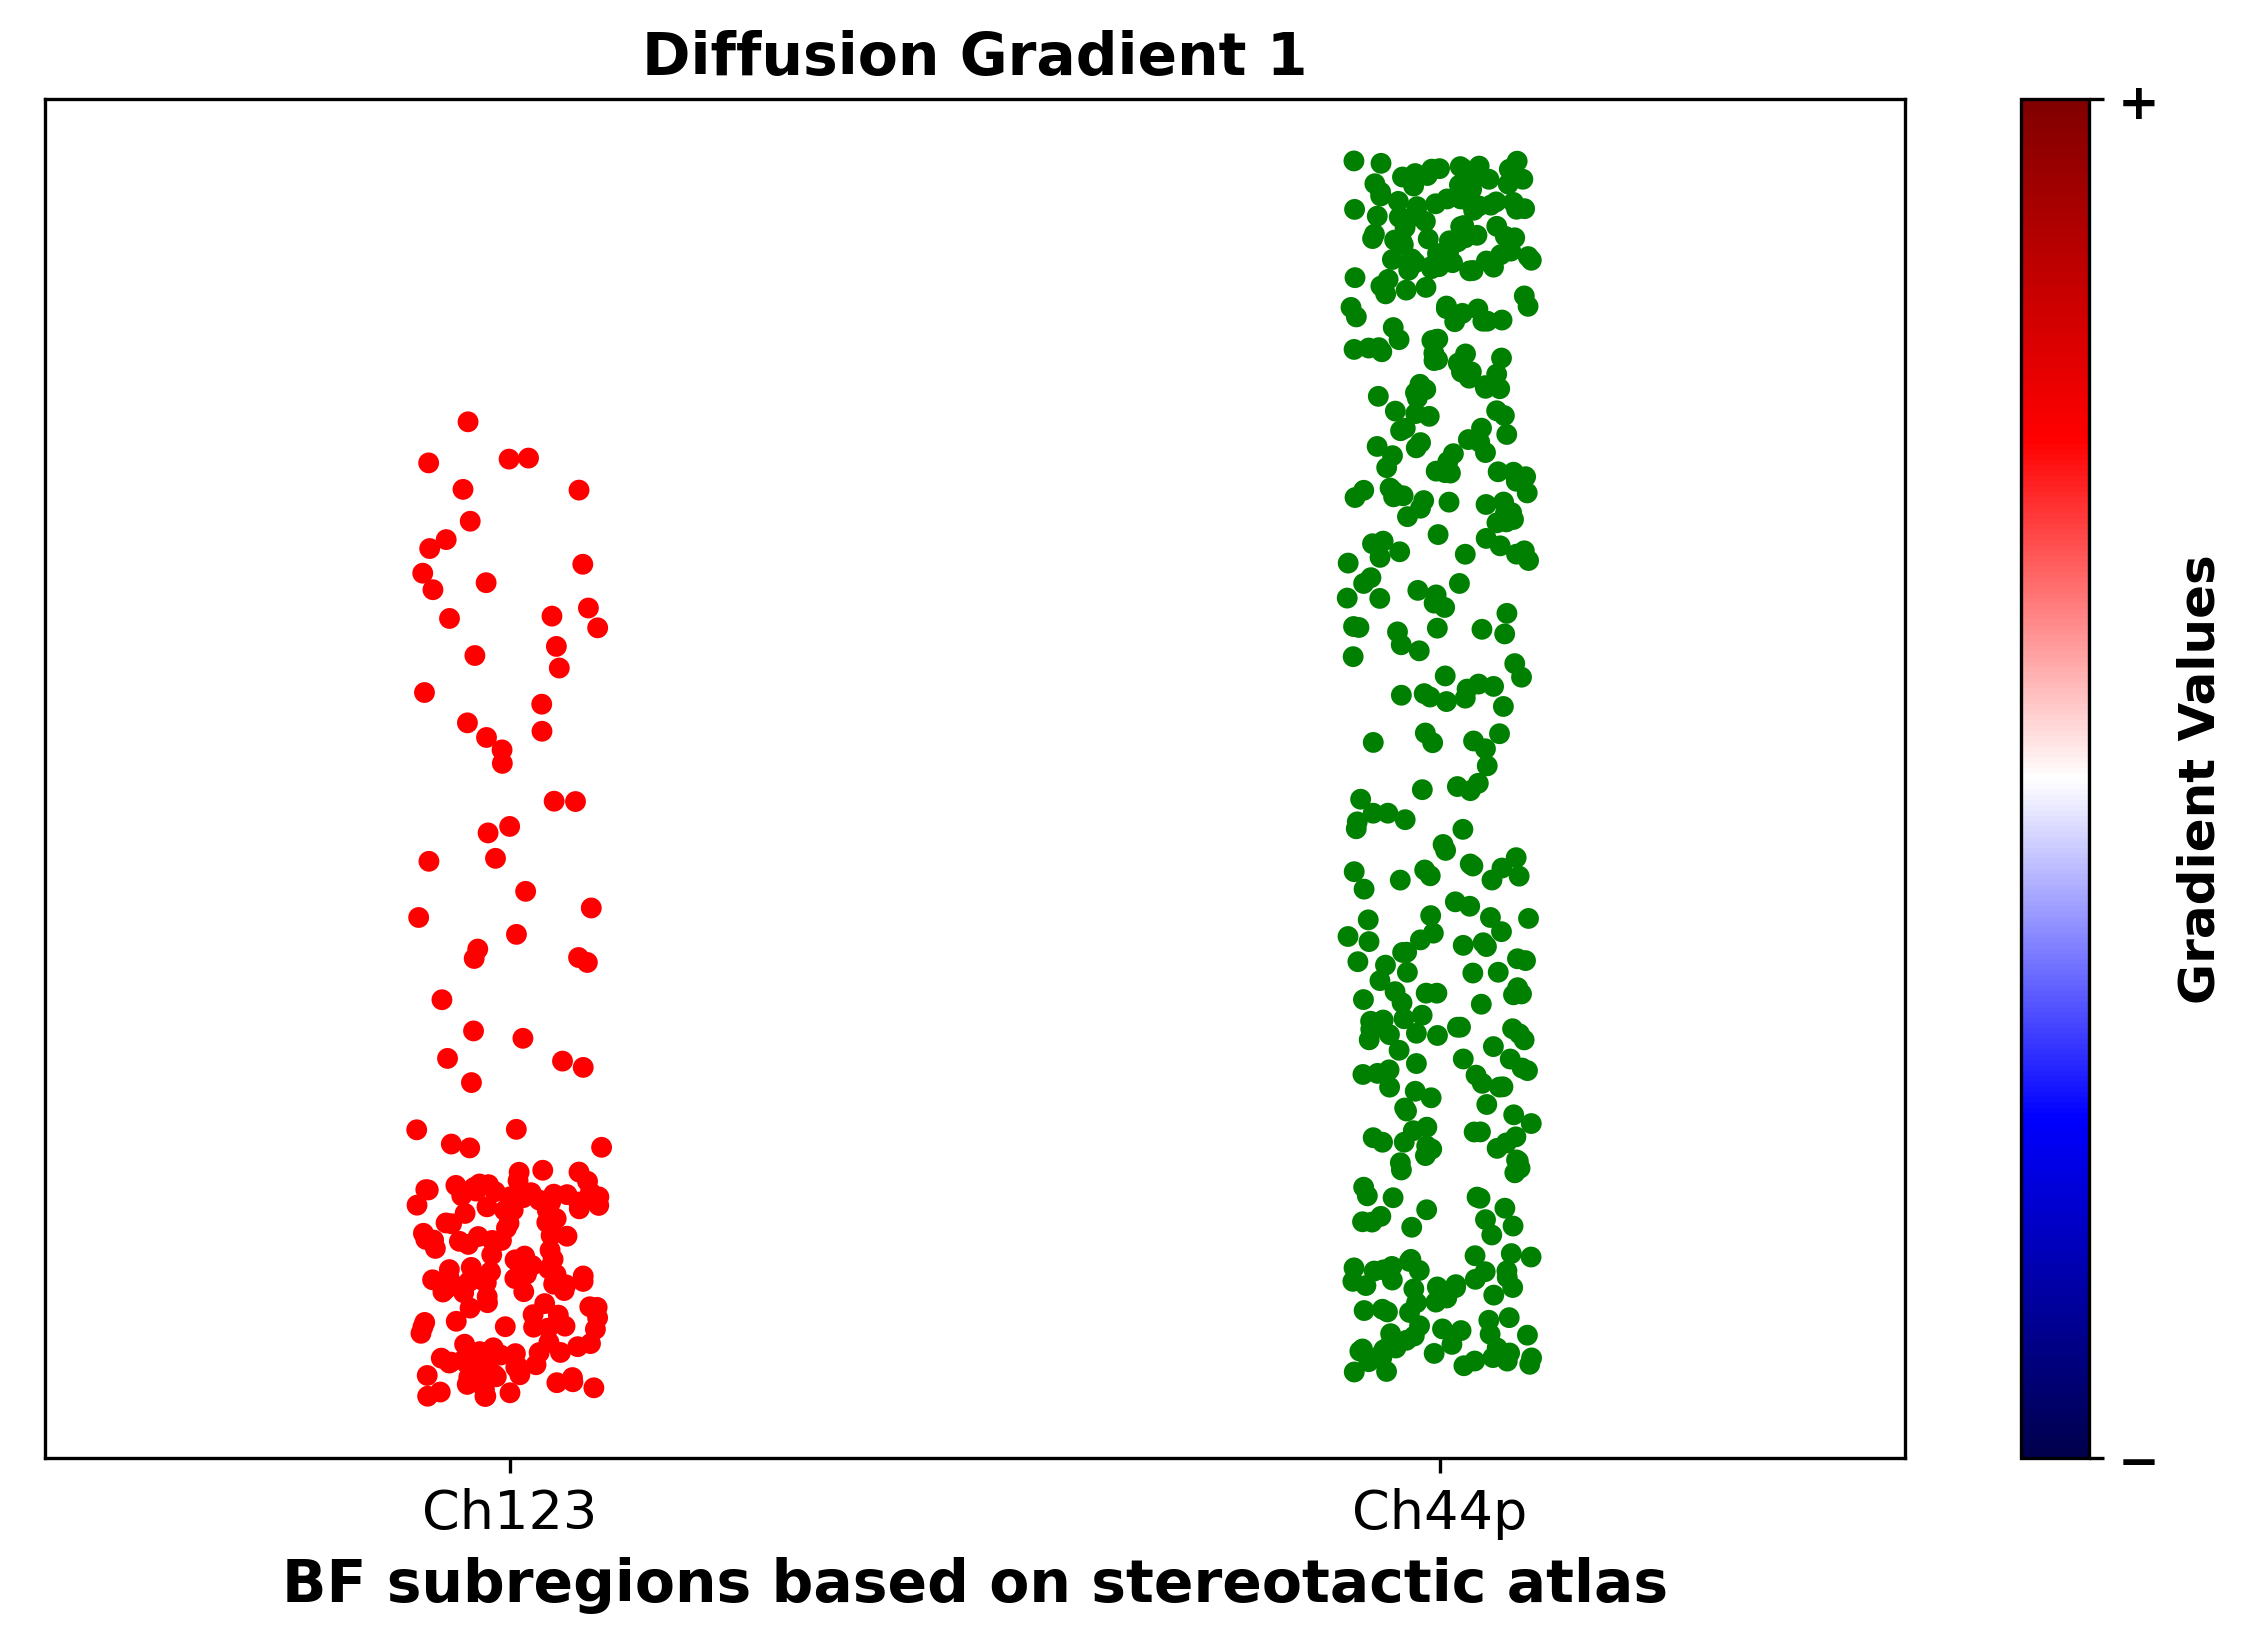 Diffusion Gradient 1
+
Gradient Values
−
Ch123
Ch44p
BF subregions based on stereotactic atlas